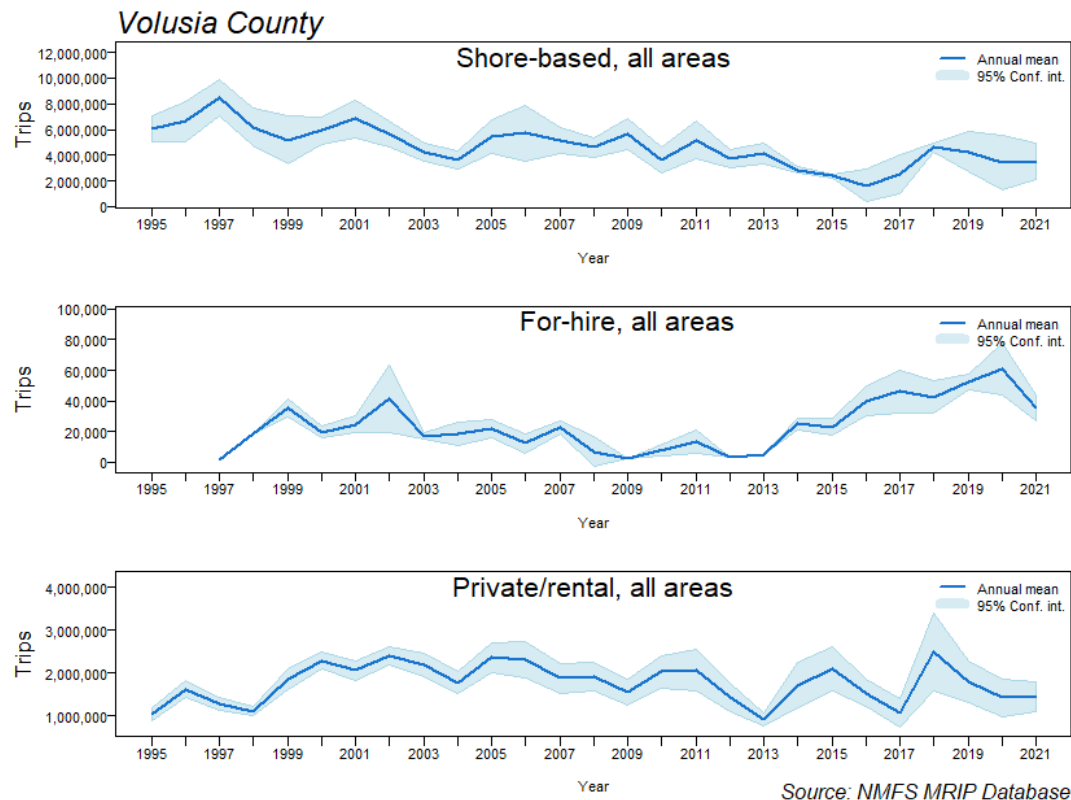 Volusia County
Shore-based, all areas
Annual mean
95% Conf. int.
Trips
12,000,000
10,000,000
8,000,000
6,000,000
4,000,000
2,000,000
0
1995 1997 1999 2001 2003 2005 2007 2009 2011 2013 2015 2017 2019 2021
Year
For-hire, all areas
Annual mean
95% Conf. int.
Trips
100,000
80,000
60,000
40,000
20,000
0
1995 1997 1999 2001 2003 2005 2007 2009 2011 2013 2015 2017 2019 2021
Year
Private/rental, all areas
Annual mean
95% Conf. int.
Trips
4,000,000
3,000,000
2,000,000
1,000,000
1995 1997 1999 2001 2003 2005 2007 2009 2011 2013 2015 2017 2019 2021
Year
Source: NMFS MRIP Database